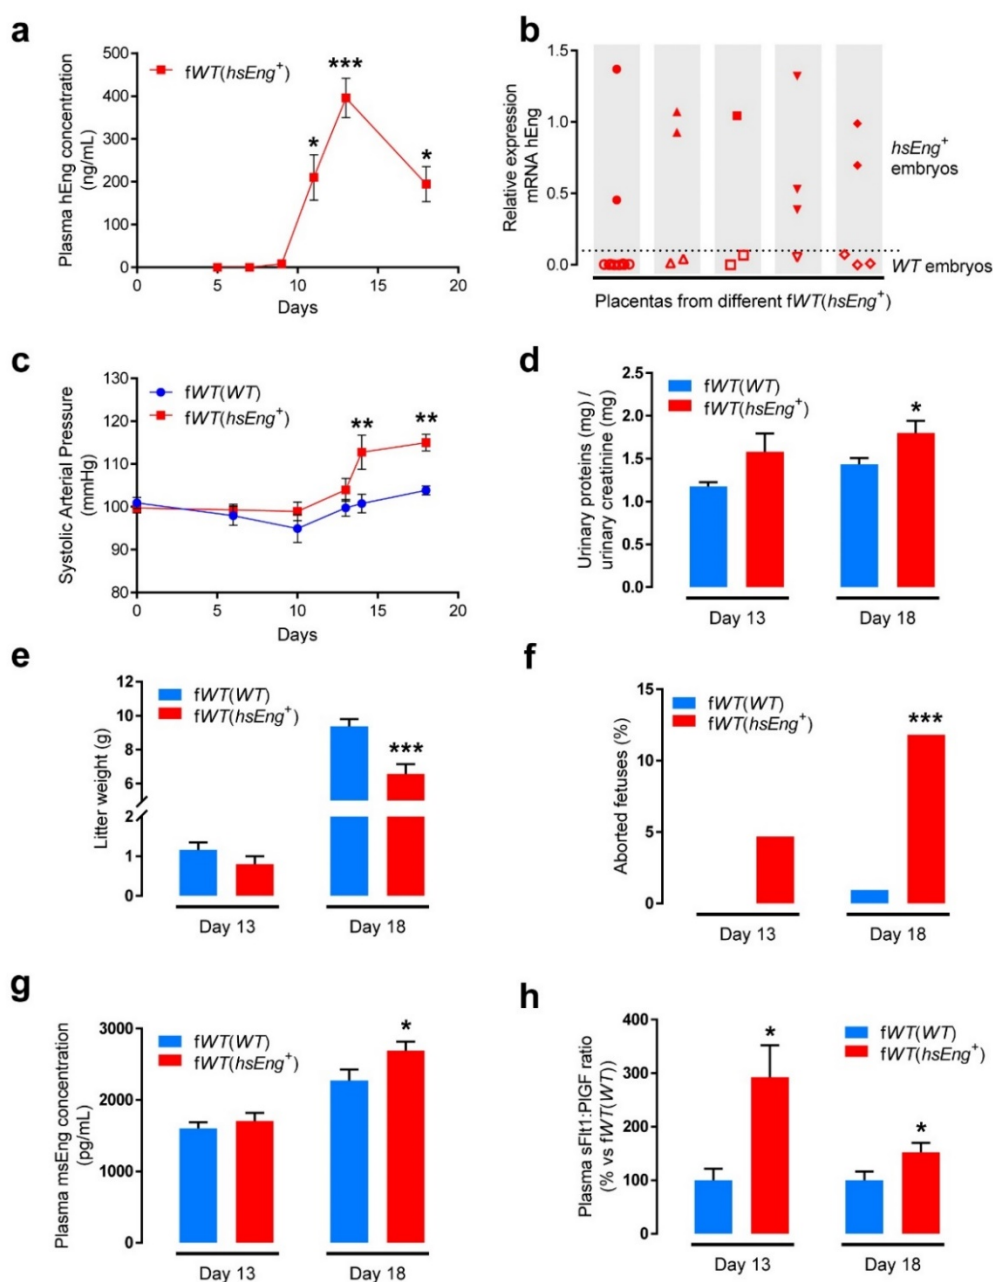 a
fWT(hsEng+)
Plasma hEng concentration
(ng/mL)
500
400
300
200
100
0
*
***
*
0
5
10
15
20
Days
b
Relative expression
mRNA hEng
1.5
1.0
0.5
0.0
hsEng+
embryos
WT embryos
Placentas from different fWT(hsEng+)
c
fWT(WT)
fWT(hsEng+)
Systolic Arterial Pressure
(mmHg)
130
120
110
100
90
80
**
**
0
5
10
15
20
Days
d
fWT(WT)
fWT(hsEng+)
Urinary proteins (mg) /
urinary creatinine (mg)
2.5
2.0
1.5
1.0
0.5
0.0
*
Day 13
Day 18
e
fWT(WT)
fWT(hsEng+)
Litter weight (g)
12
10
8
6
2
1
0
***
Day 13
Day 18
f
fWT(WT)
fWT(hsEng+)
Aborted fetuses (%)
15
10
5
0
***
Day 13
Day 18
g
fWT(WT)
fWT(hsEng+)
Plasma msEng concentration
(pg/mL)
3000
2000
1000
0
*
Day 13
Day 18
h
fWT(WT)
fWT(hsEng+)
Plasma sFlt1:PlGF ratio
(% vs fWT(WT))
400
300
200
100
0
*
*
Day 13
Day 18